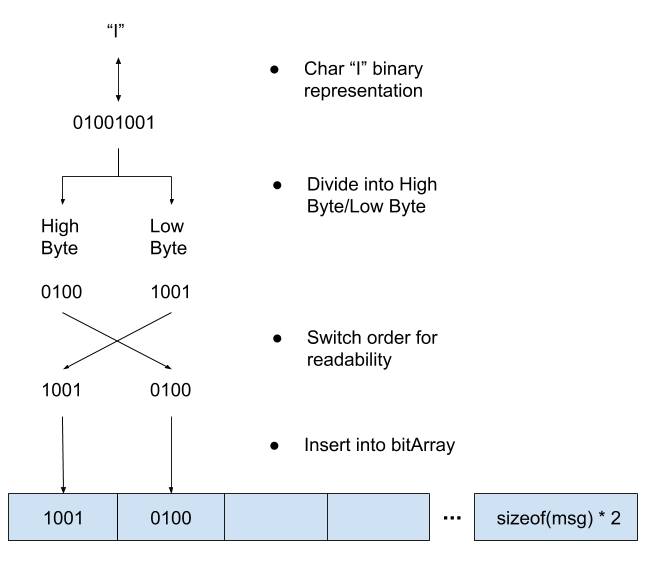 “I”
● Char “I” binary
representation
01001001
● Divide into High
Byte/Low Byte
High
Byte
Low
Byte
0100
1001
● Switch order for
readability
1001
0100
● Insert into bitArray
1001
0100
...
sizeof(msg) * 2